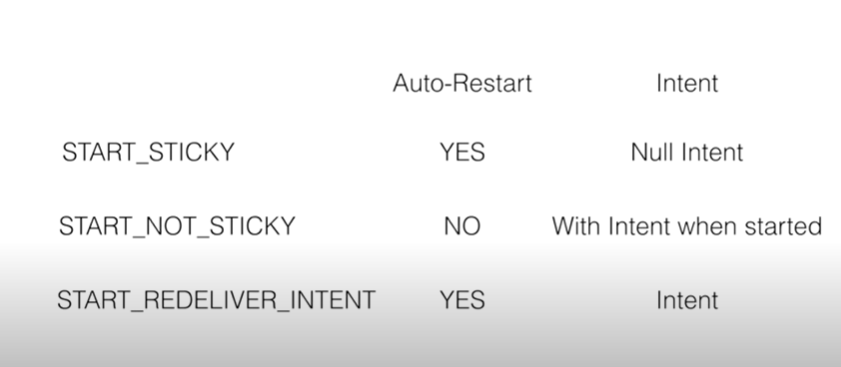 Auto-Restart Intent
START_STICKY YES Null Intent
START_NOT_STICKY NO With Intent when started
START_REDELIVER_INTENT YES Intent